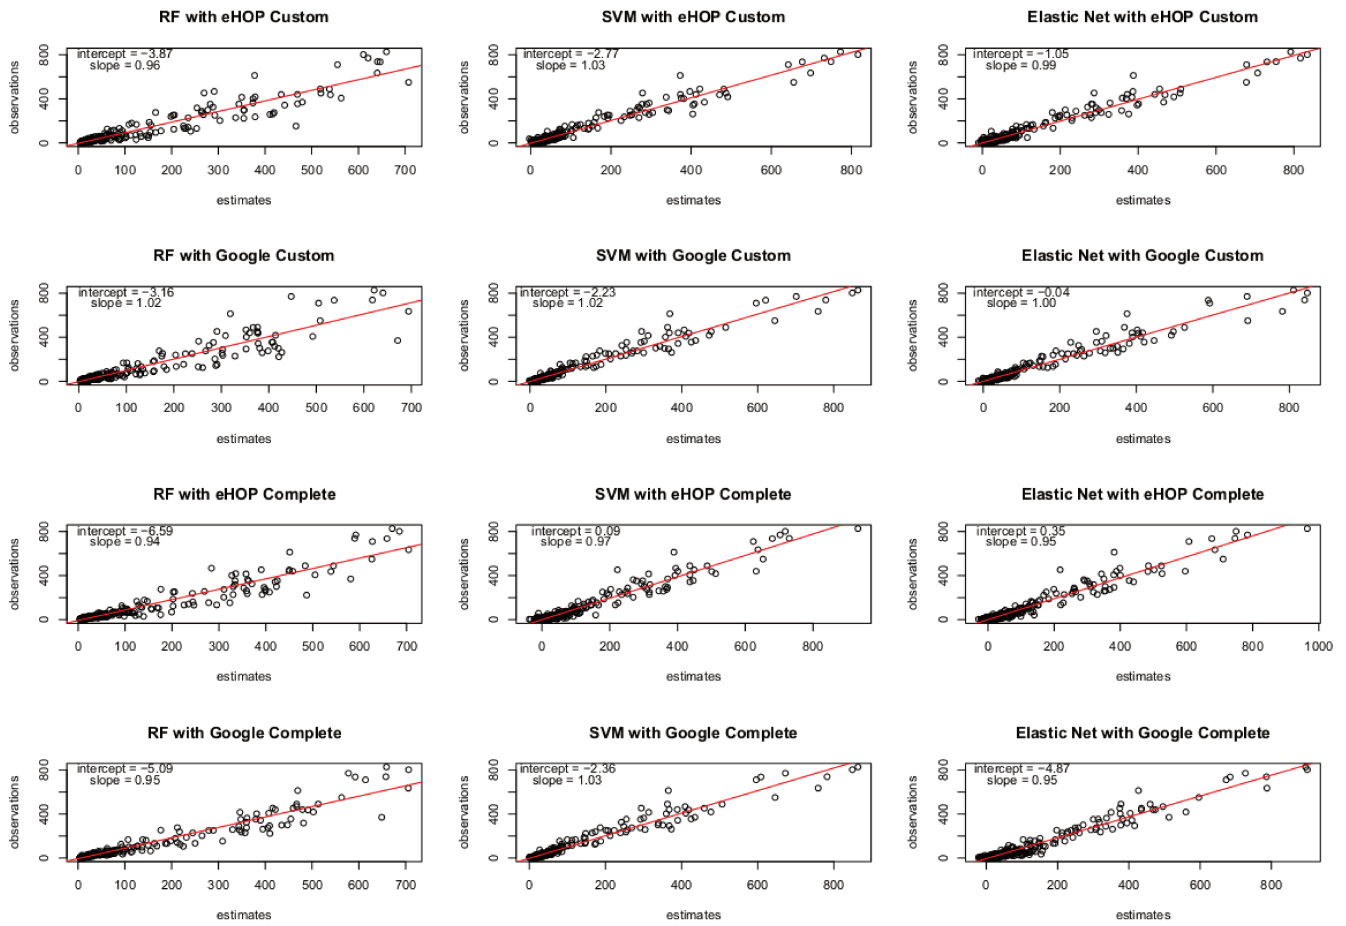 RF with eHOP Custom
intercept = −3.87
slope = 0.96
observations
0 400 800
0 100 200 300 400 500 600 700
estimates
SVM with eHOP Custom
intercept = −2.77
slope = 1.03
observations
0 400 800
0 200 400 600 800
estimates
Elastic Net with eHOP Custom
intercept = −1.05
slope = 0.99
observations
0 400 800
0 200 400 600 800
estimates
RF with Google Custom
intercept = −3.16
slope = 1.02
observations
0 400 800
0 100 200 300 400 500 600 700
estimates
SVM with Google Custom
intercept = −2.23
slope = 1.02
observations
0 400 800
0 200 400 600 800
estimates
Elastic Net with Google Custom
intercept = −0.04
slope = 1.00
observations
0 400 800
0 200 400 600 800
estimates
RF with eHOP Complete
intercept = −6.59
slope = 0.94
observations
0 400 800
0 100 200 300 400 500 600 700
estimates
SVM with eHOP Complete
intercept = 0.09
slope = 0.97
observations
0 400 800
0 200 400 600 800
estimates
Elastic Net with eHOP Complete
intercept = 0.35
slope = 0.95
observations
0 400 800
0 200 400 600 800 1000
estimates
RF with Google Complete
intercept = −5.09
slope = 0.95
observations
0 400 800
0 100 200 300 400 500 600 700
estimates
SVM with Google Complete
intercept = −2.36
slope = 1.03
observations
0 400 800
0 200 400 600 800
estimates
Elastic Net with Google Complete
intercept = −4.87
slope = 0.95
observations
0 400 800
0 200 400 600 800
estimates